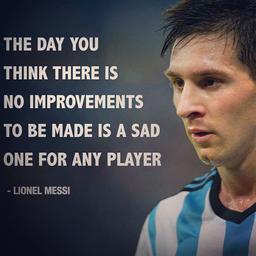 THE DAY YOU
THINK THERE IS
NO IMPROVEMENTS
TO BE MADE IS A SAD
ONE FOR ANY PLAYER
- LIONEL MESSI